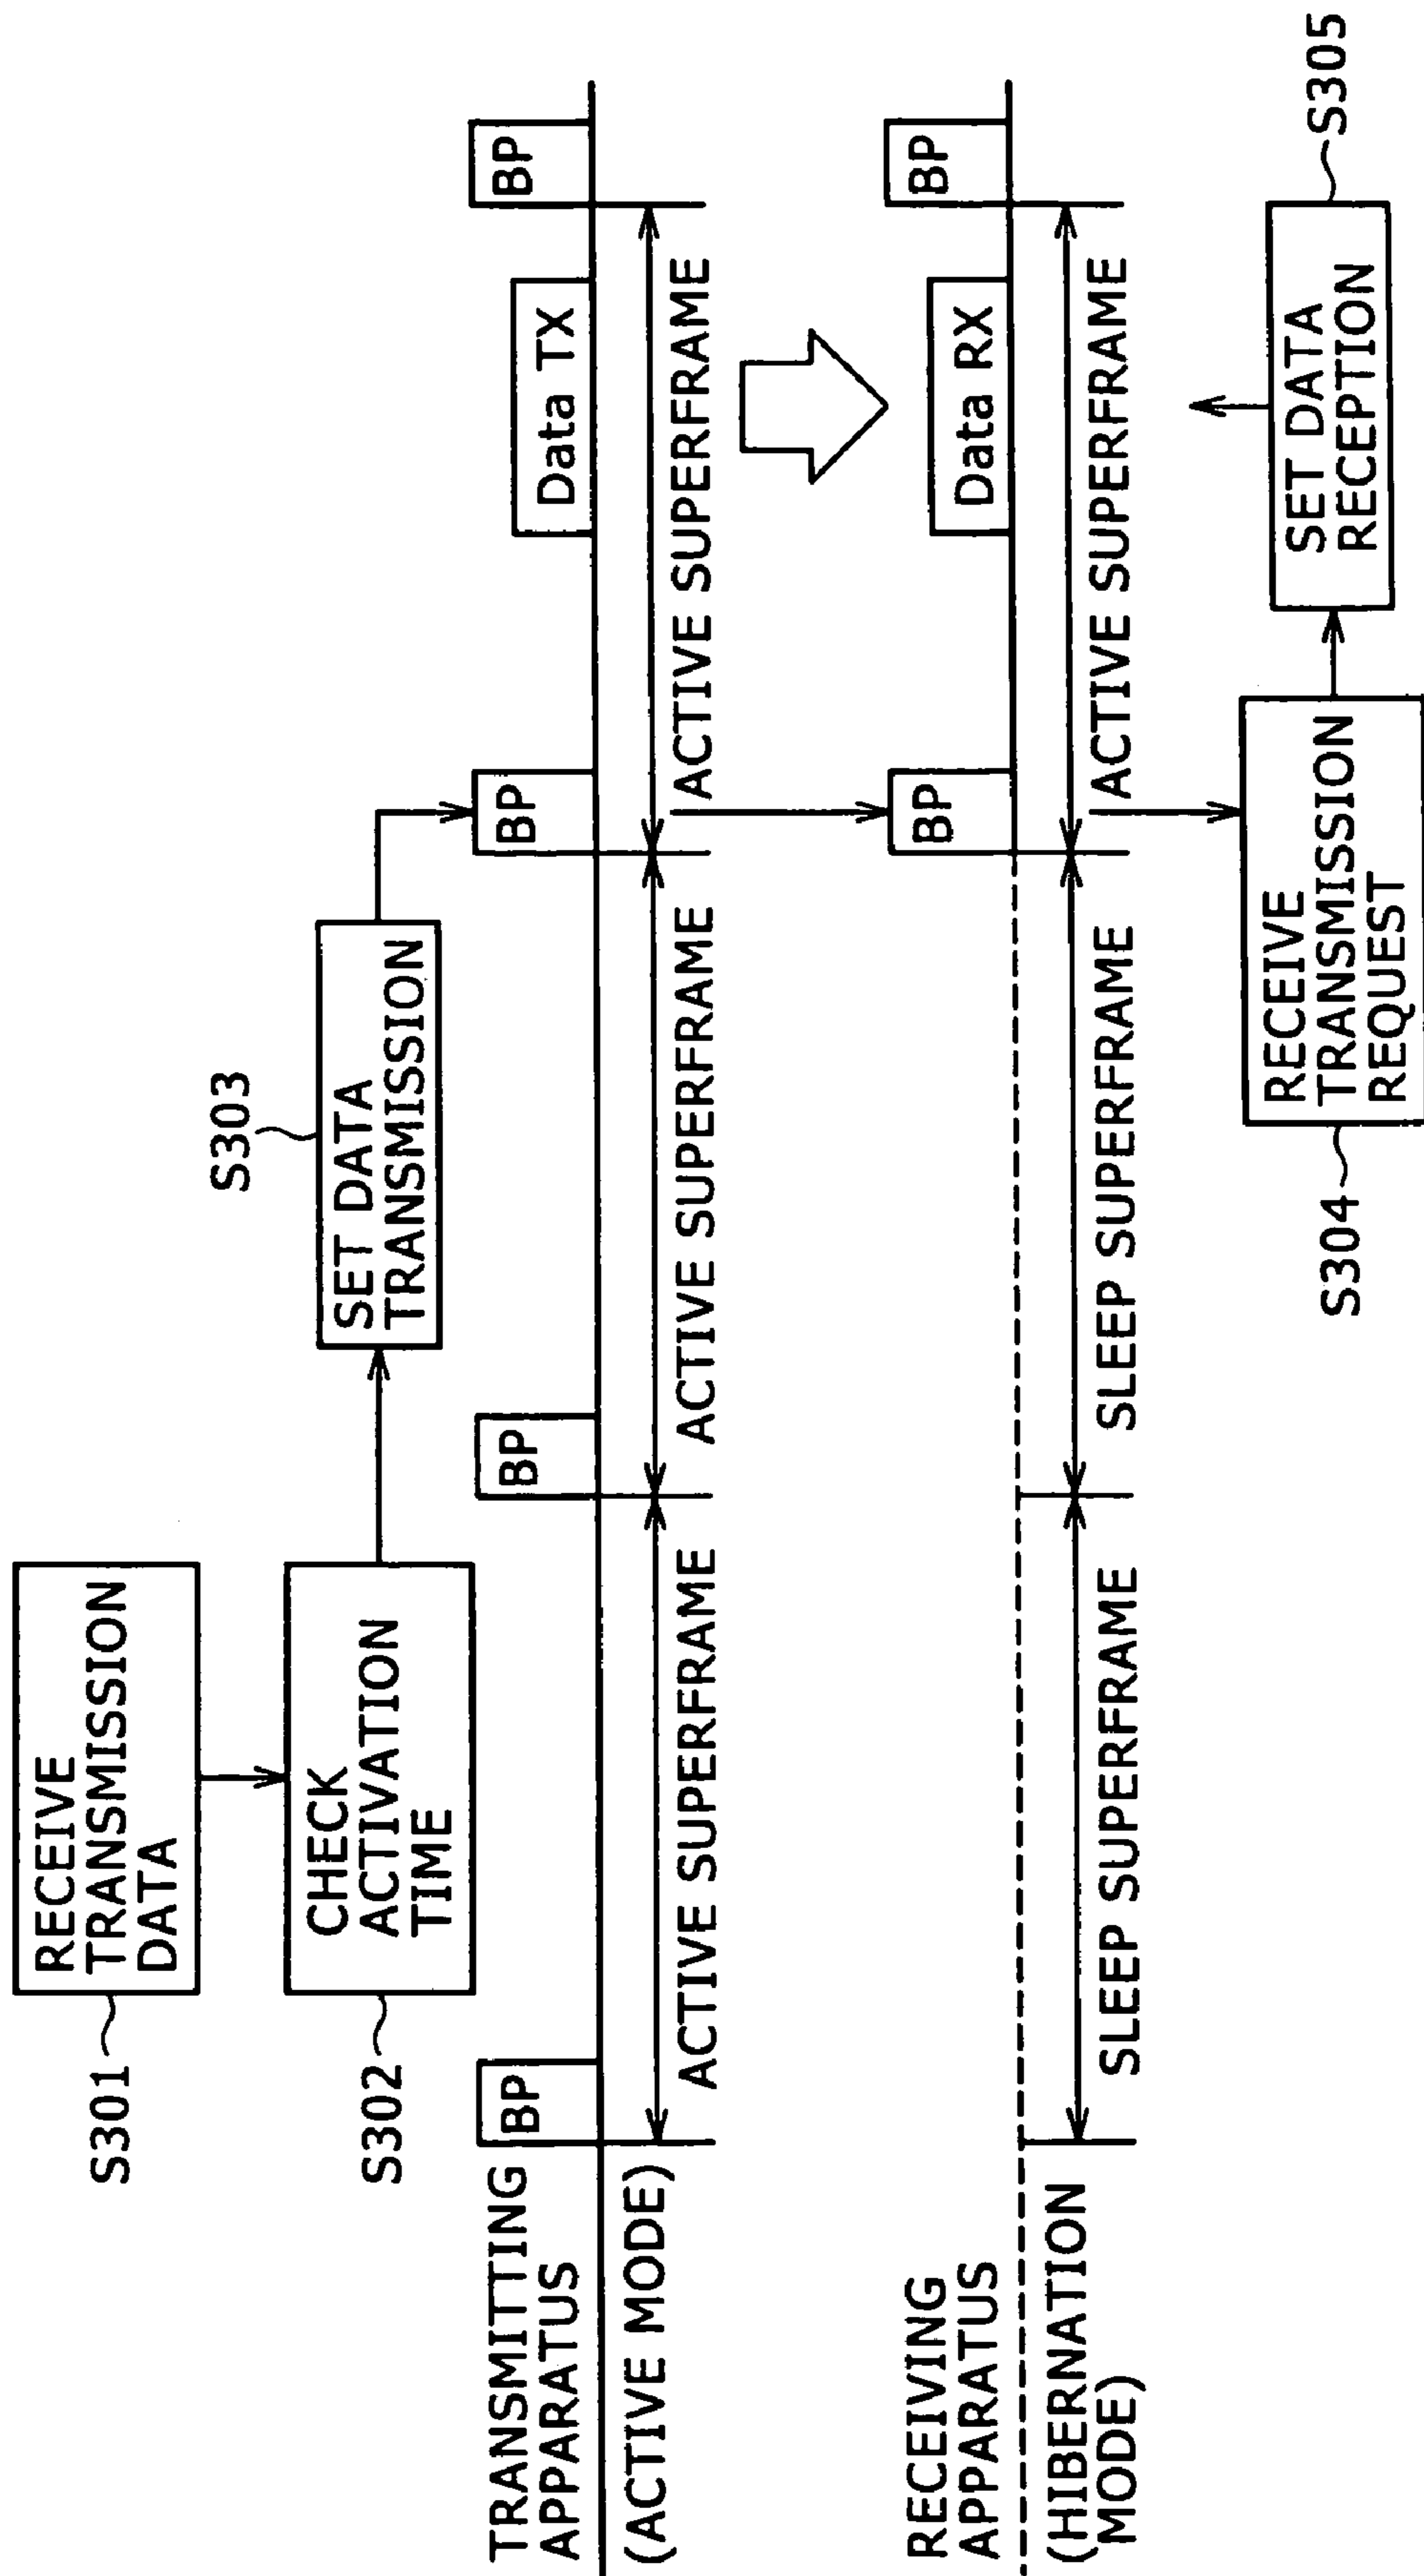 RECEIVE
TRANSMISSION
DATA
S301
CHECK
ACTIVATION
TIME
S302
SET DATA
TRANSMISSION
S303
TRANSMITTING
APPARATUS
(ACTIVE MODE)
BP
BP
BP
Data TX
BP
ACTIVE SUPERFRAME
ACTIVE SUPERFRAME
ACTIVE SUPERFRAME
RECEIVING
APPARATUS
(HIBERNATION
MODE)
BP
Data RX
BP
SLEEP SUPERFRAME
SLEEP SUPERFRAME
ACTIVE SUPERFRAME
S304
RECEIVE
TRANSMISSION
REQUEST
SET DATA
RECEPTION
S305